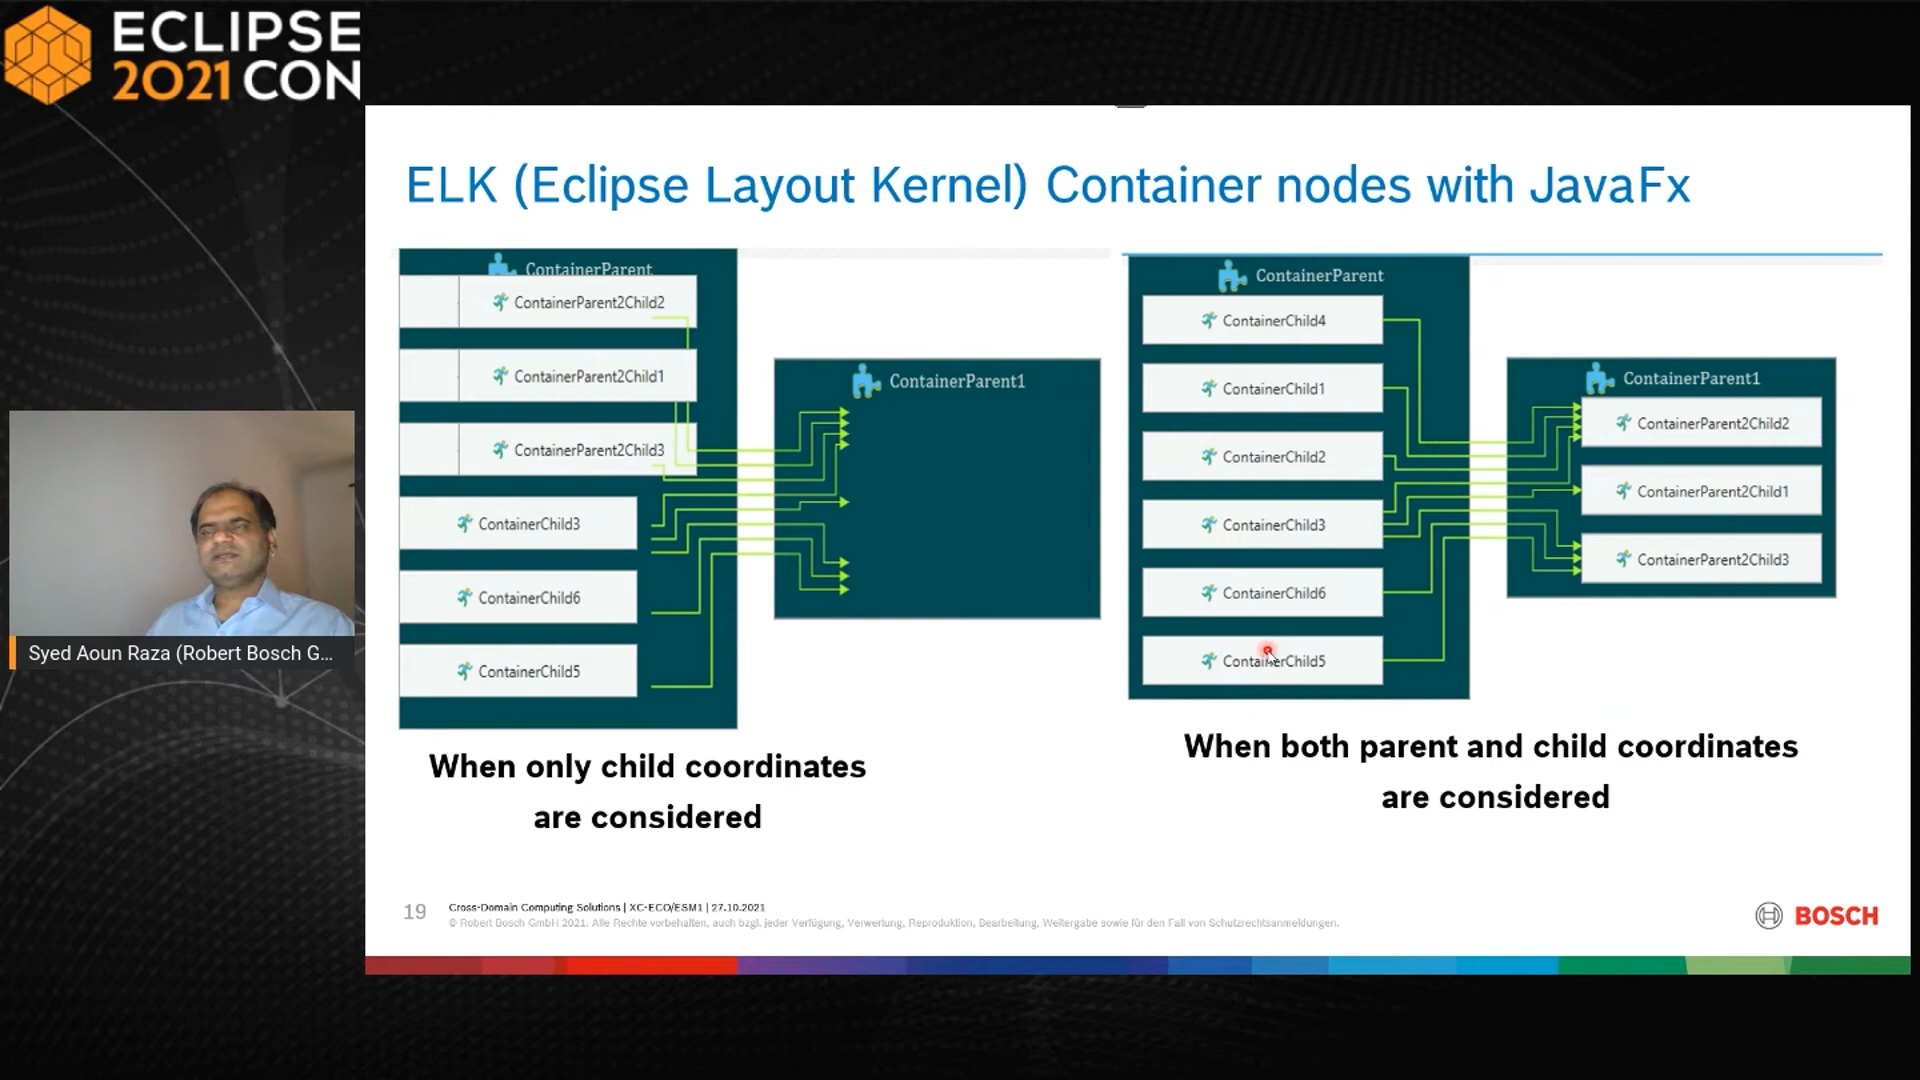 ECLIPSE
2021 CON
ELK (Eclipse Layout Kernel) Container nodes with JavaFx
ContainerParent
ContainerParent2Child2
ContainerParent2Child1
ContainerParent2Child3
ContainerChild3
ContainerChild6
ContainerChild5
ContainerParent1
When only child coordinates
are considered
ContainerParent
ContainerChild4
ContainerChild1
ContainerChild2
ContainerChild3
ContainerChild6
ContainerChild5
ContainerParent1
ContainerParent2Child2
ContainerParent2Child1
ContainerParent2Child3
When both parent and child coordinates
are considered
Syed Aoun Raza (Robert Bosch G...
19
Cross-Domain Computing Solutions | XC-ECO/ESM1 | 27.10.2021
© Robert Bosch GmbH 2021. Alle Rechte vorbehalten, auch bzgl. jeder Verfügung, Verwertung, Reproduktion, Bearbeitung, Weitergabe sowie für den Fall von Schutzrechtsanmeldungen.
BOSCH